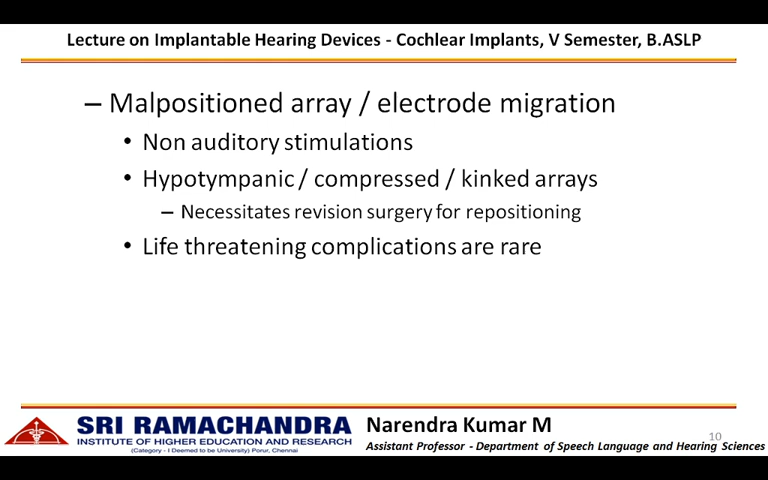 Lecture on Implantable Hearing Devices - Cochlear Implants, V Semester, B.ASLP
– Malpositioned array / electrode migration
• Non auditory stimulations
• Hypotympanic / compressed / kinked arrays
– Necessitates revision surgery for repositioning
• Life threatening complications are rare
SRI RAMACHANDRA
INSTITUTE OF HIGHER EDUCATION AND RESEARCH
(Category - I Deemed to be University) Porur, Chennai
Narendra Kumar M
10
Assistant Professor - Department of Speech Language and Hearing Sciences